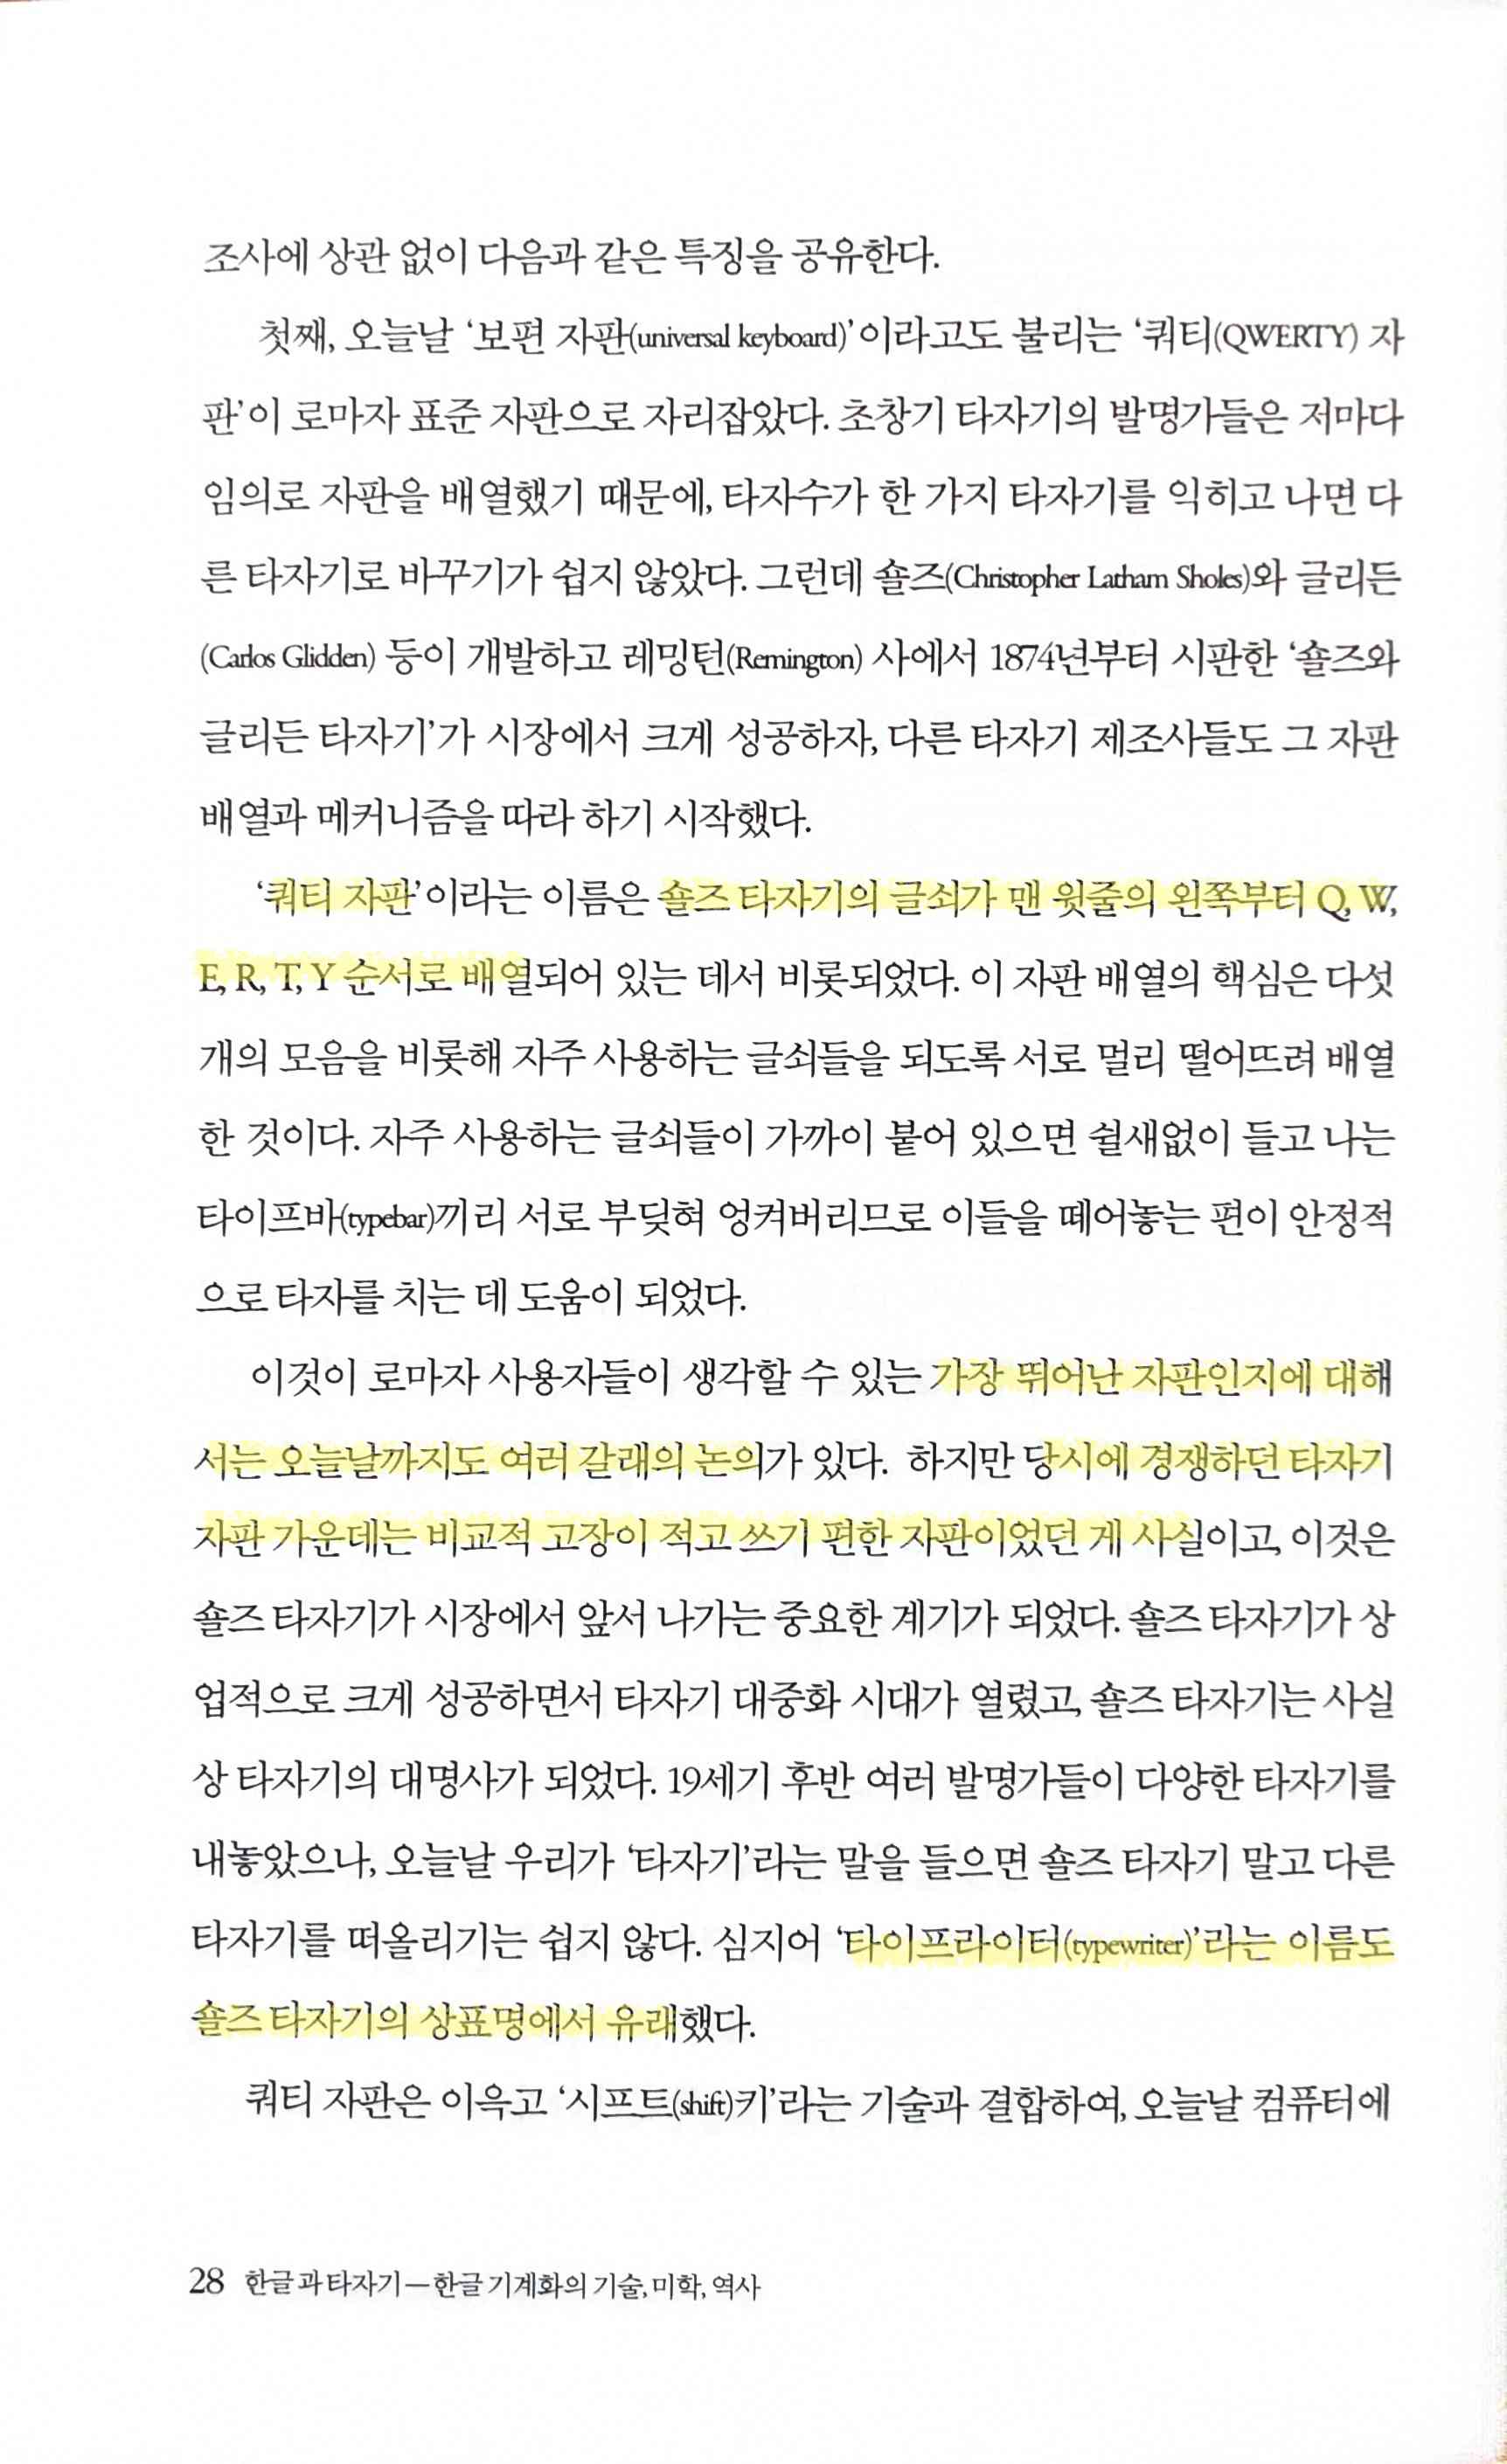 조사에 상관 없이 다음과 같은 특징을 공유한다.
첫째, 오늘날 ‘보편 자판(universal keyboard)’이라고도 불리는 ‘쿼티(QWERTY) 자
판’이 로마자 표준 자판으로 자리잡았다. 초창기 타자기의 발명가들은 저마다
임의로 자판을 배열했기 때문에, 타자수가 한 가지 타자기를 익히고 나면 다
른 타자기로 바꾸기가 쉽지 않았다. 그런데 숄즈(Christopher Latham Sholes)와 글리든
(Carlos Glidden) 등이 개발하고 레밍턴(Remington) 사에서 1874년부터 시판한 ‘숄즈와
글리든 타자기’가 시장에서 크게 성공하자, 다른 타자기 제조사들도 그 자판
배열과 메커니즘을 따라 하기 시작했다.
‘쿼티 자판’이라는 이름은 숄즈 타자기의 글쇠가 맨 윗줄의 왼쪽부터 Q, W,
E, R, T, Y 순서로 배열되어 있는 데서 비롯되었다. 이 자판 배열의 핵심은 다섯
개의 모음을 비롯해 자주 사용하는 글쇠들을 되도록 서로 멀리 떨어뜨려 배열
한 것이다. 자주 사용하는 글쇠들이 가까이 붙어 있으면 쉴새없이 들고 나는
타이프바(typebar)끼리 서로 부딪혀 엉켜버리므로 이들을 떼어놓는 편이 안정적
으로 타자를 치는 데 도움이 되었다.
이것이 로마자 사용자들이 생각할 수 있는 가장 뛰어난 자판인지에 대해
서는 오늘날까지도 여러 갈래의 논의가 있다. 하지만 당시에 경쟁하던 타자기
자판 가운데는 비교적 고장이 적고 쓰기 편한 자판이었던 게 사실이고, 이것은
숄즈 타자기가 시장에서 앞서 나가는 중요한 계기가 되었다. 숄즈 타자기가 상
업적으로 크게 성공하면서 타자기 대중화 시대가 열렸고, 숄즈 타자기는 사실
상 타자기의 대명사가 되었다. 19세기 후반 여러 발명가들이 다양한 타자기를
내놓았으나, 오늘날 우리가 ‘타자기’라는 말을 들으면 숄즈 타자기 말고 다른
타자기를 떠올리기는 쉽지 않다. 심지어 ‘타이프라이터(typewriter)’라는 이름도
숄즈 타자기의 상표명에서 유래했다.
쿼티 자판은 이윽고 ‘시프트(shift)키’라는 기술과 결합하여, 오늘날 컴퓨터에
28 한글과 타자기—한글 기계화의 기술, 미학, 역사